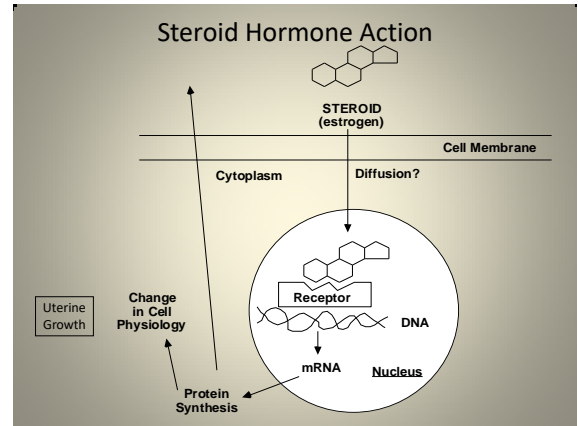 Steroid Hormone Action
STEROID
(estrogen)
Cell Membrane
Cytoplasm
Diffusion?
Receptor
DNA
mRNA
Nucleus
Protein
Synthesis
Change
in Cell
Physiology
Uterine
Growth